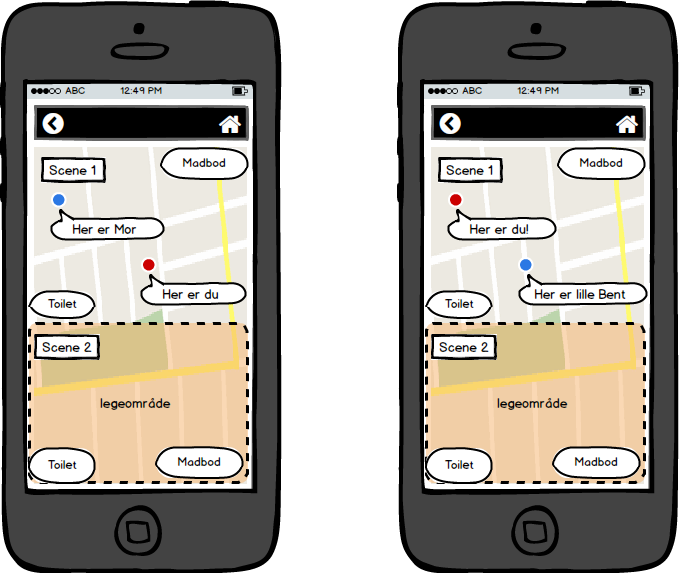 ABC 12:49 PM
Madbod
Scene 1
Her er Mor
Her er du
Toilet
Scene 2
legeområde
Toilet
Madbod
ABC 12:49 PM
Madbod
Scene 1
Her er du!
Her er lille Bent
Toilet
Scene 2
legeområde
Toilet
Madbod